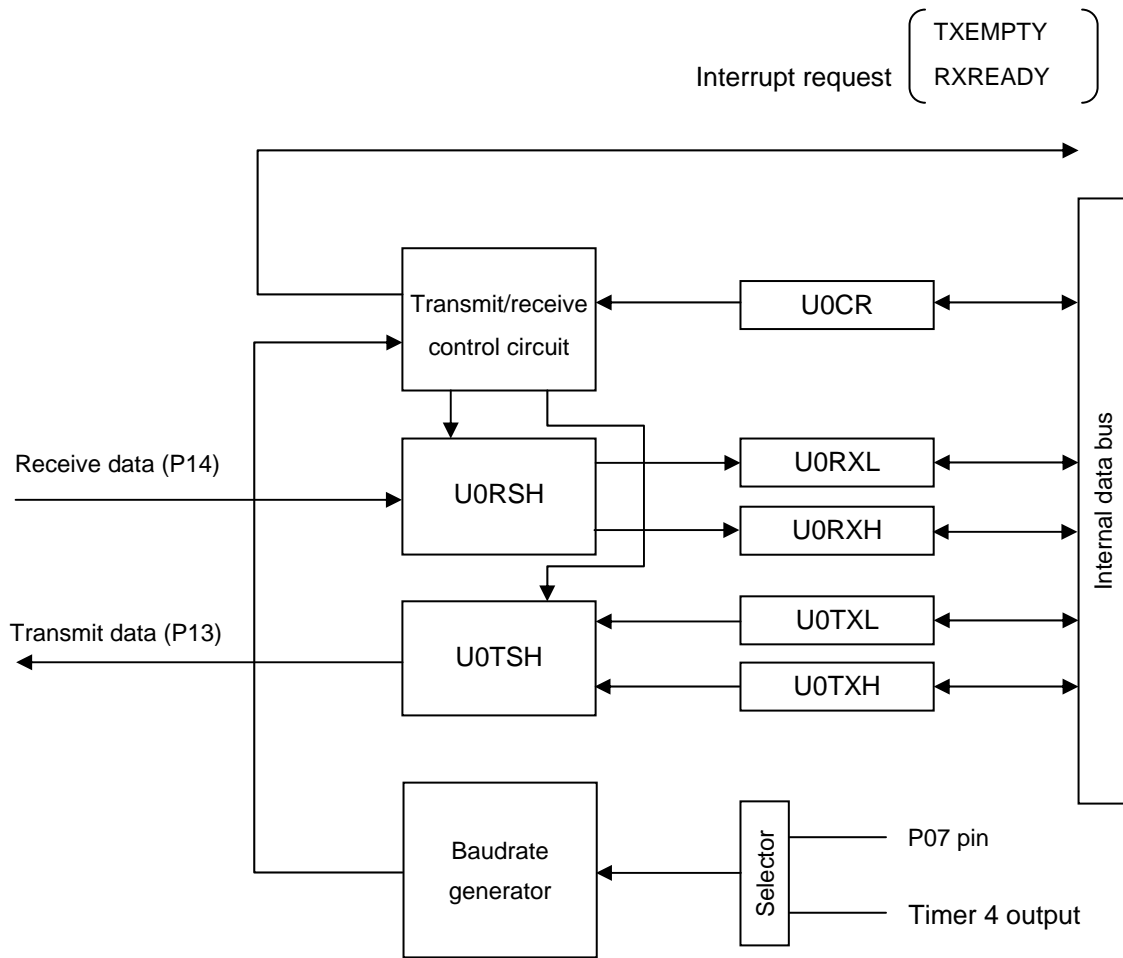 TXEMPTY
Interrupt request
RXREADY
Transmit/receive
control circuit
U0CR
Receive data (P14)
U0RSH
U0RXL
U0RXH
Internal data bus
Transmit data (P13)
U0TSH
U0TXL
U0TXH
Baudrate
generator
Selector
P07 pin
Timer 4 output